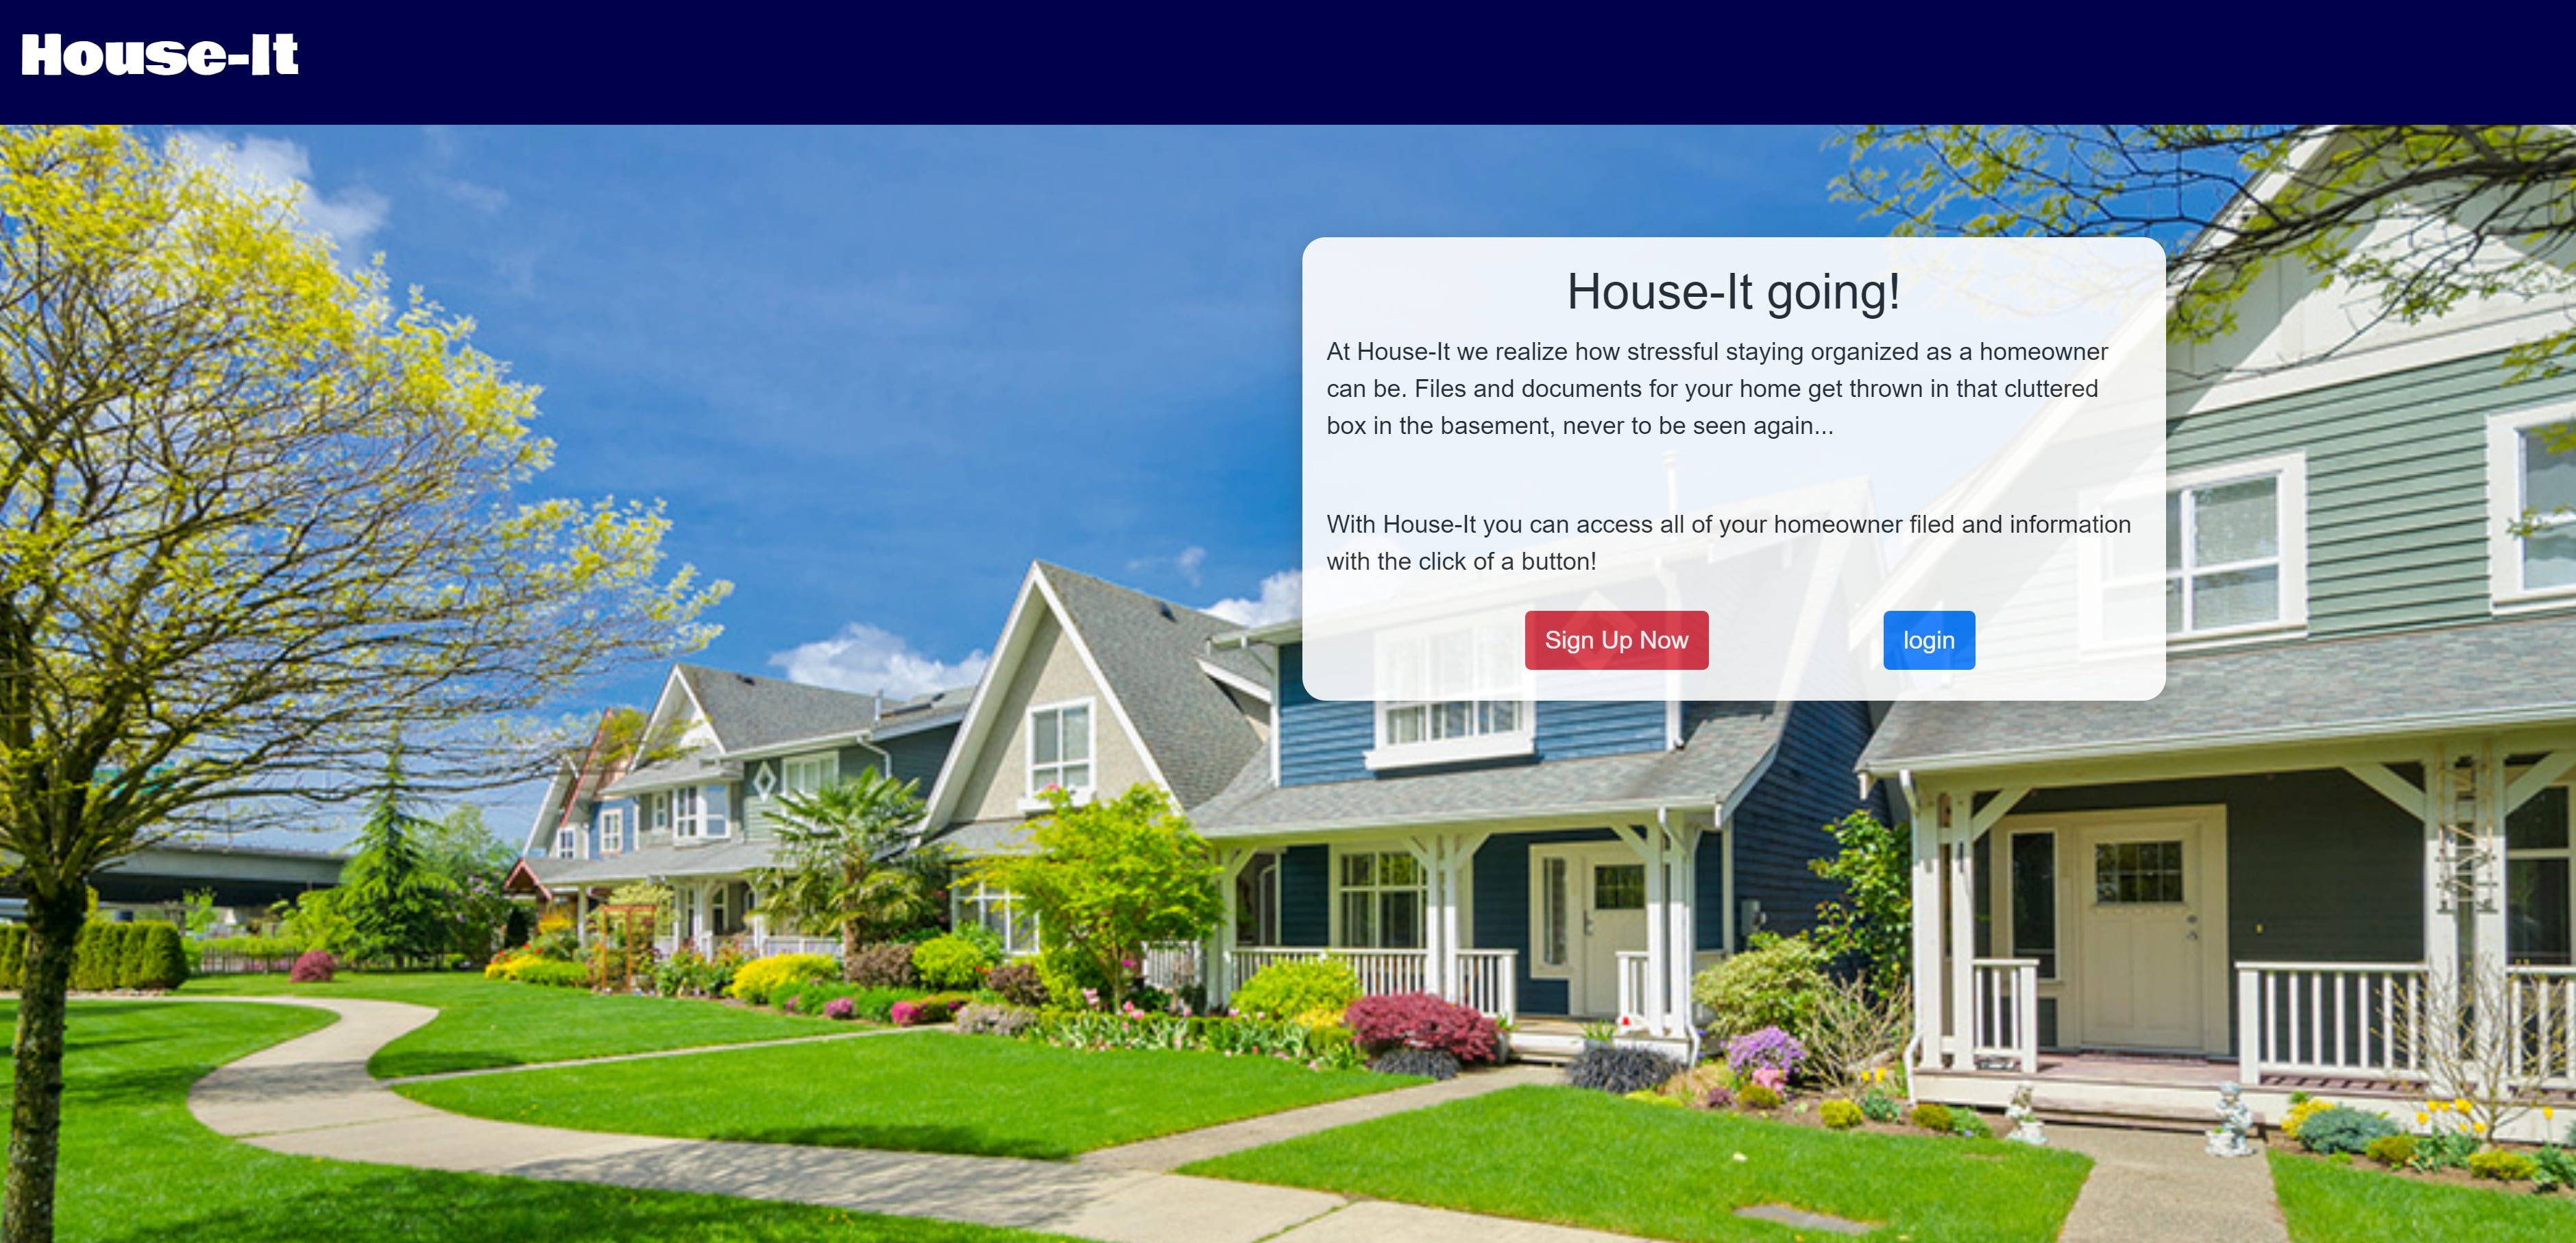 House-It
House-It going!
At House-It we realize how stressful staying organized as a homeowner
can be. Files and documents for your home get thrown in that cluttered
box in the basement, never to be seen again...
With House-It you can access all of your homeowner filed and information
with the click of a button!
Sign Up Now
login